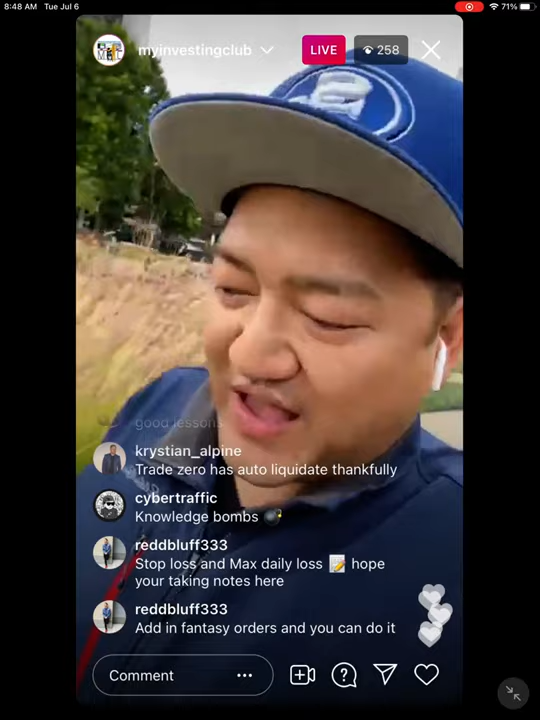 8:48 AM Tue Jul 6
71%
myinvestingclub
LIVE
258
good lessons
krystian_alpine
Trade zero has auto liquidate thankfully
cybertraffic
Knowledge bombs 💣
reddbluff333
Stop loss and Max daily loss 📝 hope
your taking notes here
reddbluff333
Add in fantasy orders and you can do it
Comment